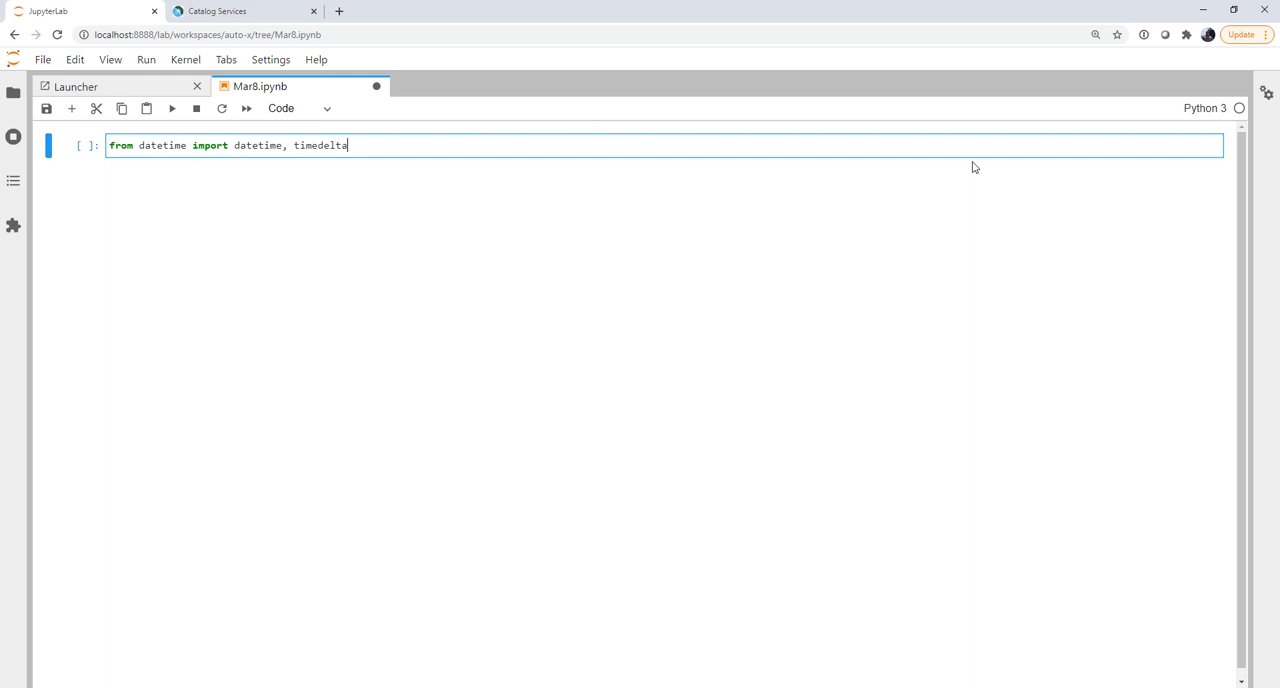 JupyterLab
Catalog Services
localhost:8888/lab/workspaces/auto-x/tree/Mar8.ipynb
Update
File Edit View Run Kernel Tabs Settings Help
Launcher
Mar8.ipynb
Code
Python 3
[ ]: from datetime import datetime, timedelta